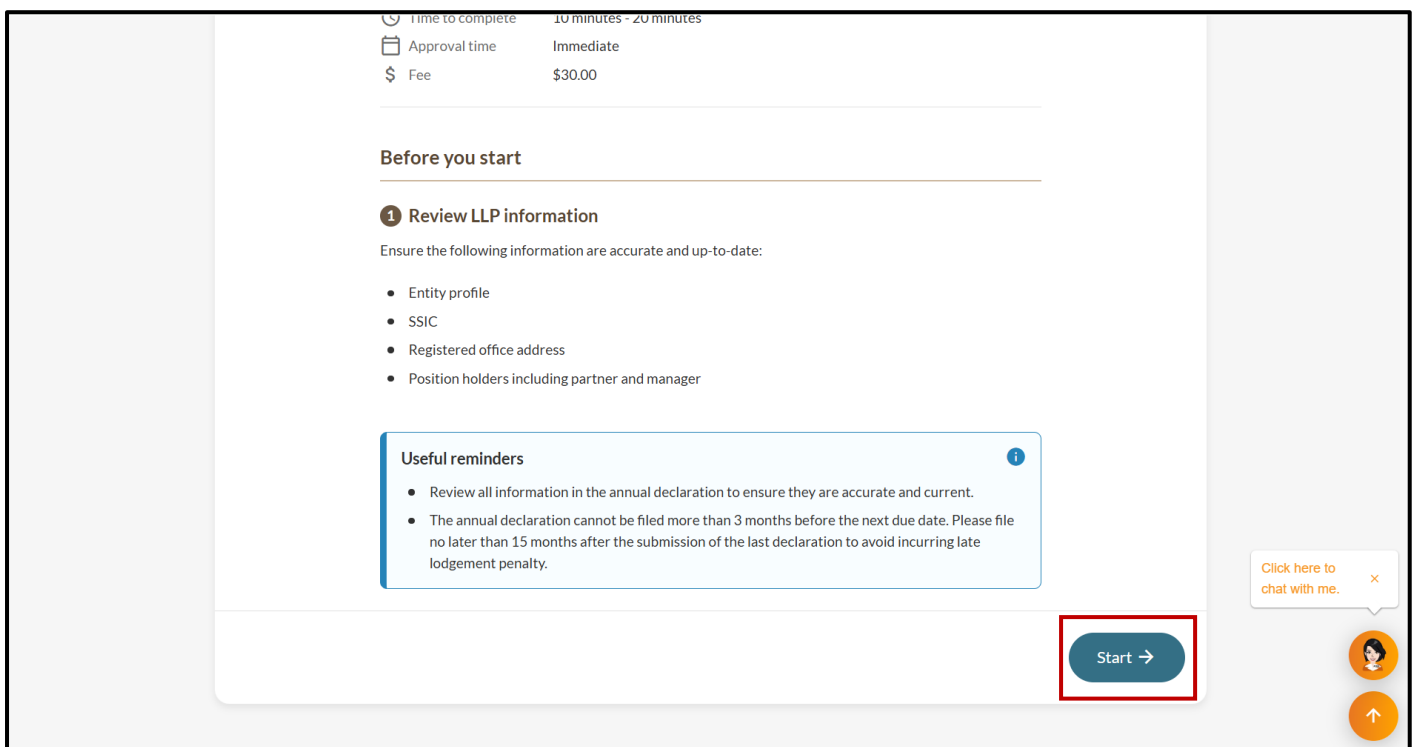 Time to complete 10 minutes - 20 minutes
Approval time Immediate
$ Fee $30.00
Before you start
1 Review LLP information
Ensure the following information are accurate and up-to-date:
• Entity profile
• SSIC
• Registered office address
• Position holders including partner and manager
Useful reminders
• Review all information in the annual declaration to ensure they are accurate and current.
• The annual declaration cannot be filed more than 3 months before the next due date. Please file
no later than 15 months after the submission of the last declaration to avoid incurring late
lodgement penalty.
Click here to
chat with me.
Start →